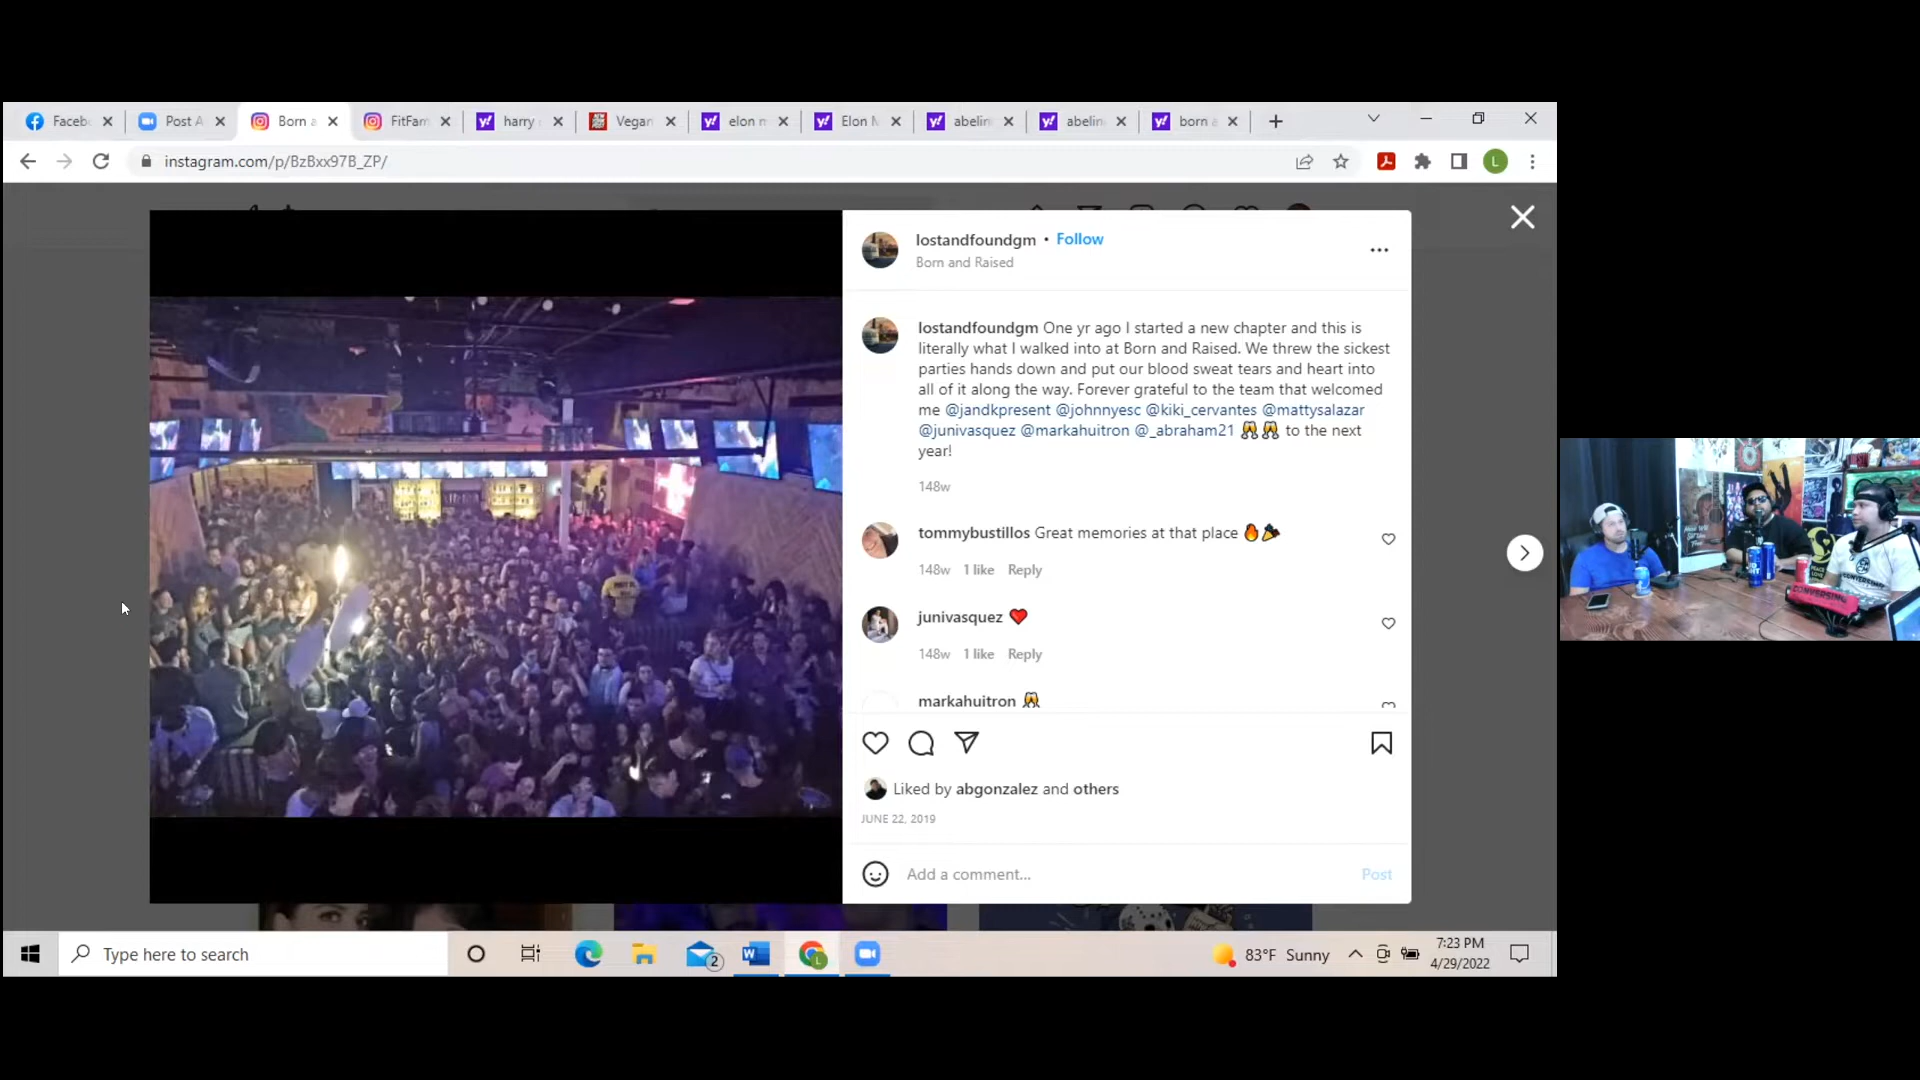 Faceb
Post A
Born a
FitFam
harry
Vegan
elon m
Elon M
abelin
abelin
born a
instagram.com/p/BzBxx97B_ZP/
L
lostandfoundgm • Follow
Born and Raised
lostandfoundgm One yr ago I started a new chapter and this is
literally what I walked into at Born and Raised. We threw the sickest
parties hands down and put our blood sweat tears and heart into
all of it along the way. Forever grateful to the team that welcomed
me @jandkpresent @johnnyesc @kiki_cervantes @mattysalazar
@junivasquez @markahuitron @_abraham21 🥂🥂 to the next
year!
148w
tommybustillos Great memories at that place 🔥🎉
148w 1 like Reply
junivasquez ❤️
148w 1 like Reply
markahuitron 🥂
Liked by abgonzalez and others
JUNE 22, 2019
Add a comment...
Post
CONVERSING
CONVERSING
Type here to search
2
83°F Sunny
7:23 PM
4/29/2022